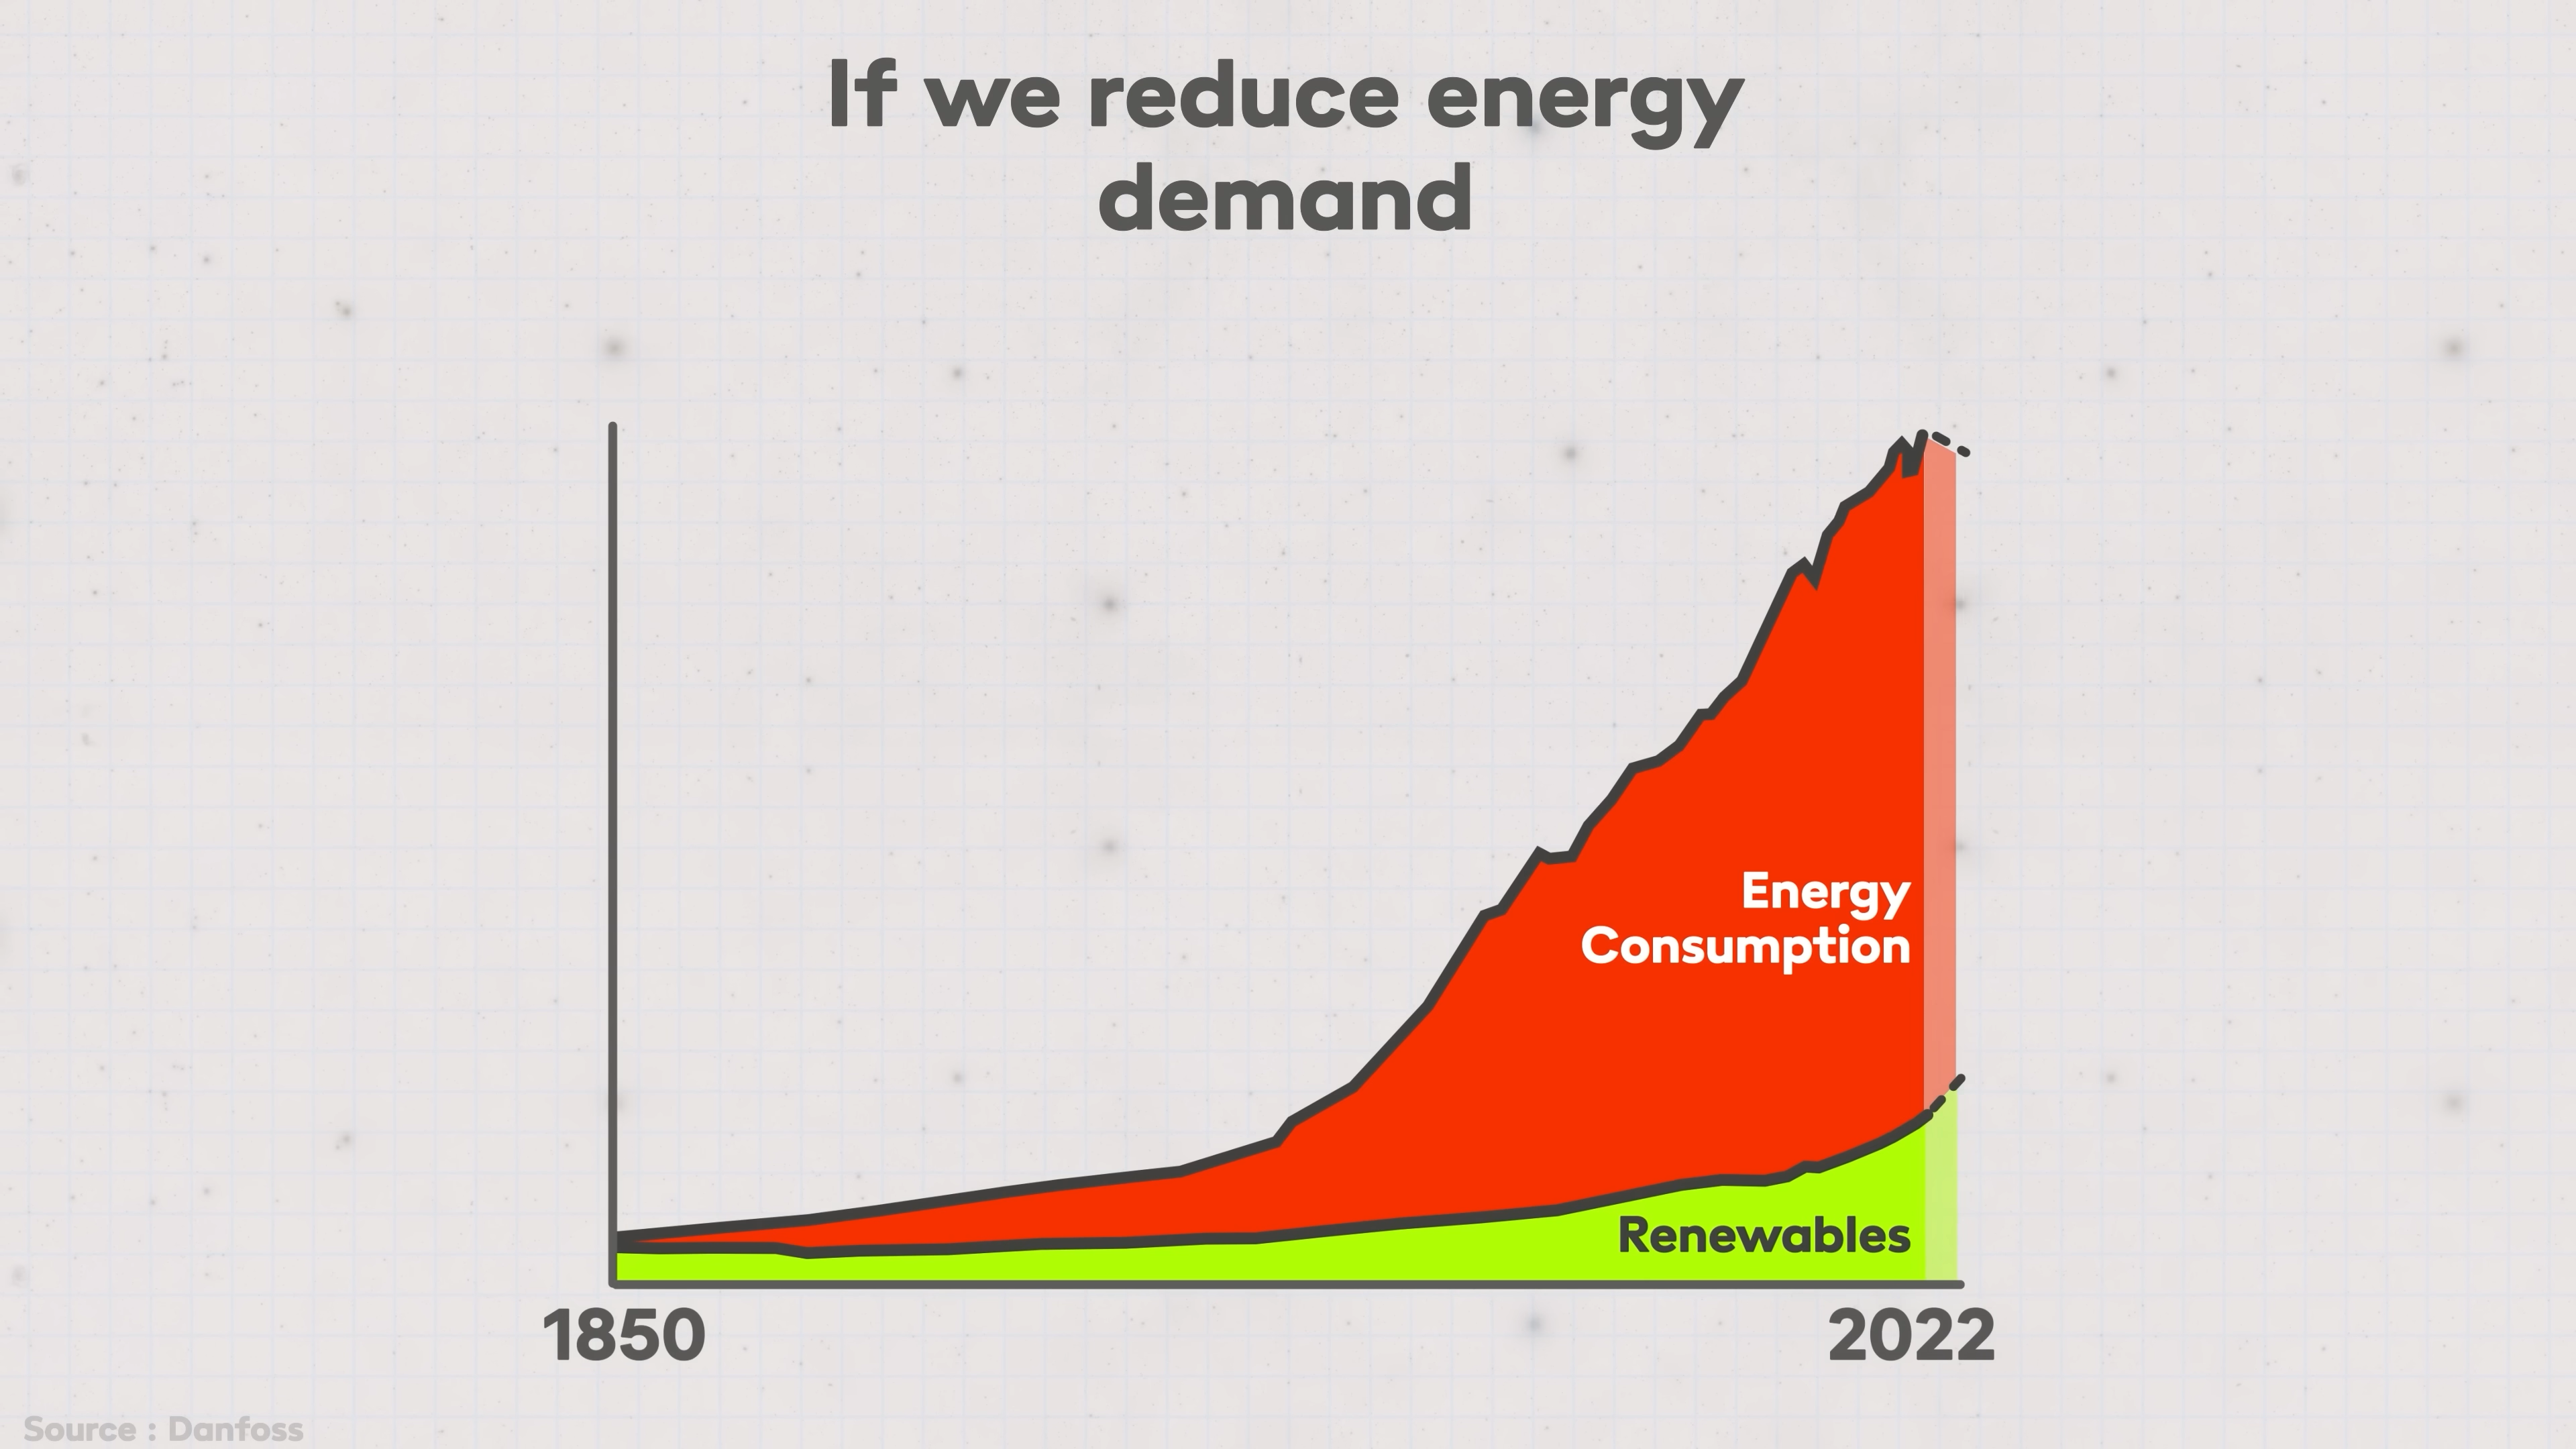 If we reduce energy
demand
Energy
Consumption
Renewables
1850
2022
Source : Danfoss